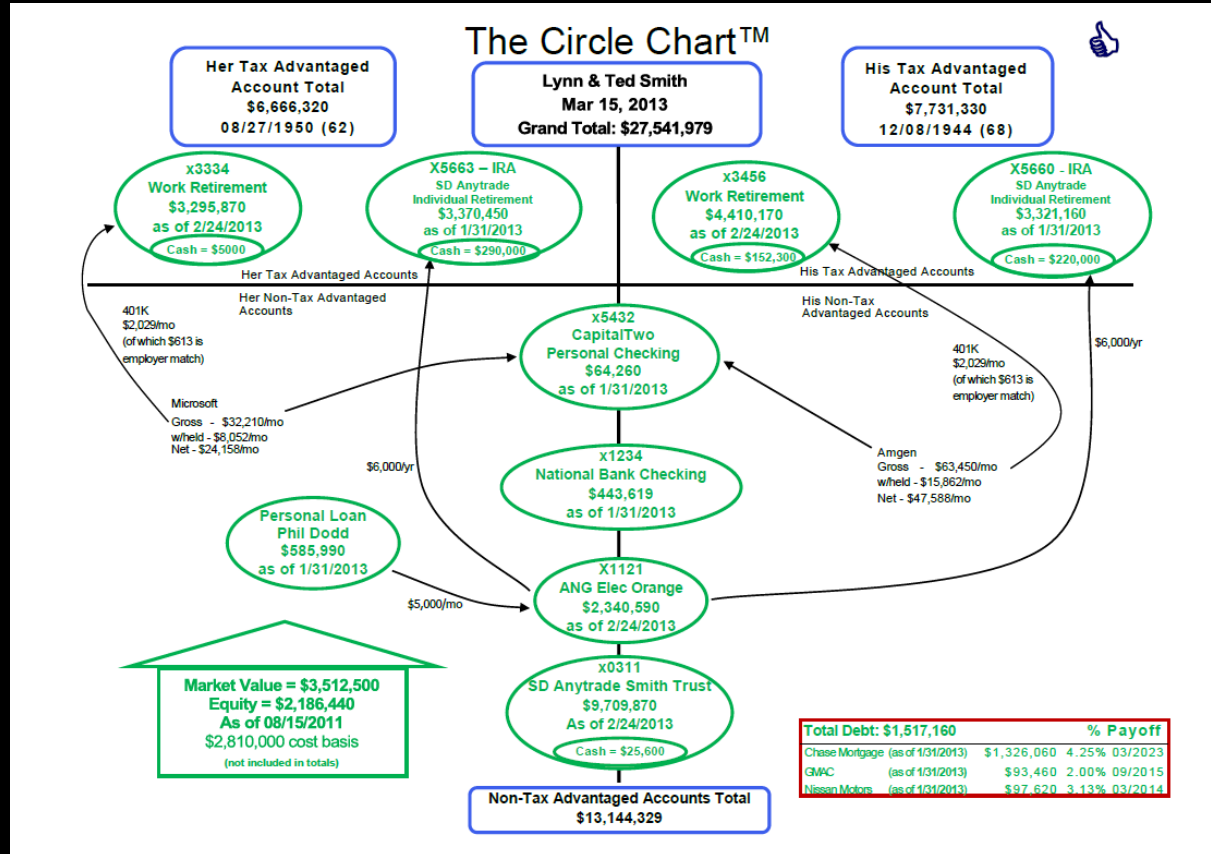 The Circle Chart™
Her Tax Advantaged
Account Total
$6,666,320
08/27/1950 (62)
Lynn & Ted Smith
Mar 15, 2013
Grand Total: $27,541,979
His Tax Advantaged
Account Total
$7,731,330
12/08/1944 (68)
x3334
Work Retirement
$3,295,870
as of 2/24/2013
Cash = $5000
X5663 – IRA
SD Anytrade
Individual Retirement
$3,370,450
as of 1/31/2013
Cash = $290,000
x3456
Work Retirement
$4,410,170
as of 2/24/2013
Cash = $152,300
X5660 - IRA
SD Anytrade
Individual Retirement
$3,321,160
as of 1/31/2013
Cash = $220,000
Her Tax Advantaged Accounts
His Tax Advantaged Accounts
Her Non-Tax Advantaged
Accounts
His Non-Tax
Advantaged Accounts
401K
$2,029/mo
(of which $613 is
employer match)
x5432
CapitalTwo
Personal Checking
$64,260
as of 1/31/2013
401K
$2,029/mo
(of which $613 is
employer match)
$6,000/yr
Microsoft
Gross - $32,210/mo
w/held - $8,052/mo
Net - $24,158/mo
Amgen
Gross - $63,450/mo
w/held - $15,862/mo
Net - $47,588/mo
$6,000/yr
x1234
National Bank Checking
$443,619
as of 1/31/2013
Personal Loan
Phil Dodd
$585,990
as of 1/31/2013
$5,000/mo
X1121
ANG Elec Orange
$2,340,590
as of 2/24/2013
Market Value = $3,512,500
Equity = $2,186,440
As of 08/15/2011
$2,810,000 cost basis
(not included in totals)
x0311
SD Anytrade Smith Trust
$9,709,870
As of 2/24/2013
Cash = $25,600
Total Debt: $1,517,160 % Payoff
Chase Mortgage (as of 1/31/2013) $1,326,060 4.25% 03/2023
GMAC (as of 1/31/2013) $93,460 2.00% 09/2015
Nissan Motors (as of 1/31/2013) $97,620 3.13% 03/2014
Non-Tax Advantaged Accounts Total
$13,144,329